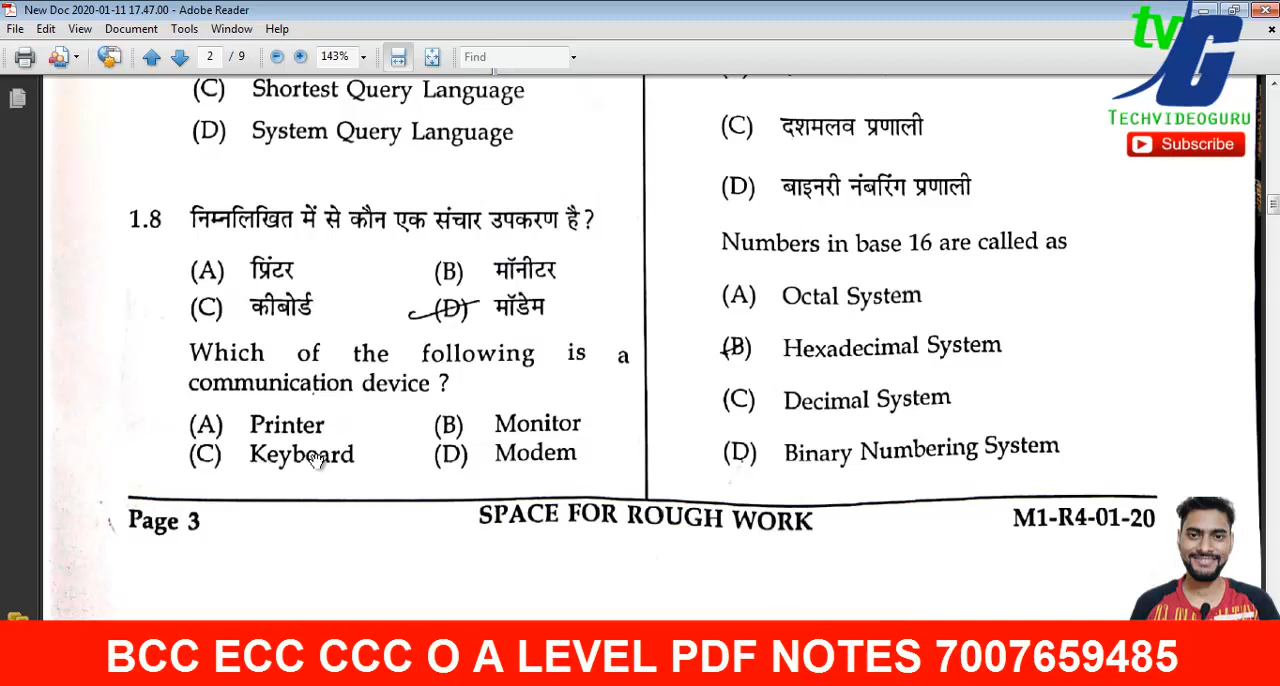 New Doc 2020-01-11 17.47.00 - Adobe Reader
File Edit View Document Tools Window Help
2 / 9 143% Find
tvG
TECHVIDEOGURU
Subscribe
(C) Shortest Query Language
(D) System Query Language
1.8 निम्नलिखित में से कौन एक संचार उपकरण है?
(A) प्रिंटर (B) मॉनीटर
(C) कीबोर्ड (D) मॉडेम
Which of the following is a
communication device ?
(A) Printer (B) Monitor
(C) Keyboard (D) Modem
(C) दशमलव प्रणाली
(D) बाइनरी नंबरिंग प्रणाली
Numbers in base 16 are called as
(A) Octal System
(B) Hexadecimal System
(C) Decimal System
(D) Binary Numbering System
Page 3 SPACE FOR ROUGH WORK M1-R4-01-20
BCC ECC CCC O A LEVEL PDF NOTES 7007659485